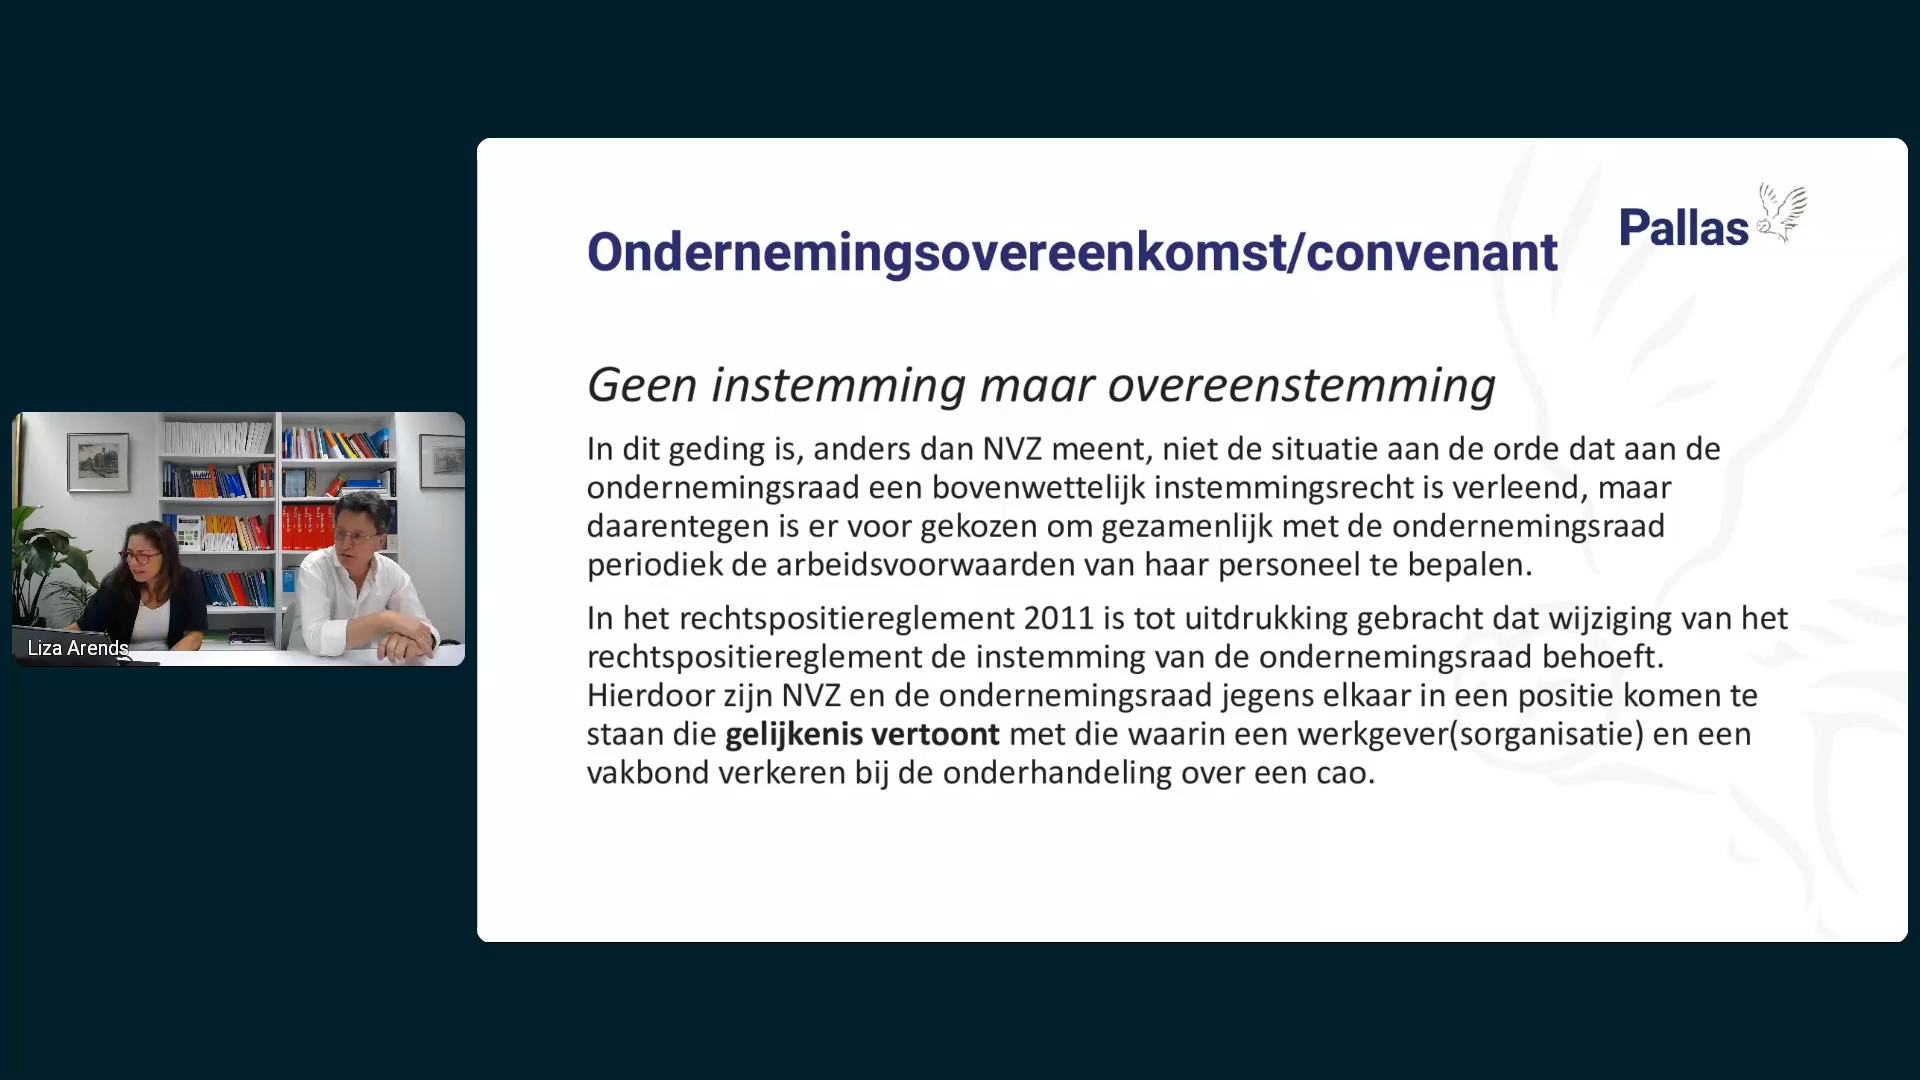 Pallas
Ondernemingsovereenkomst/convenant
Geen instemming maar overeenstemming
In dit geding is, anders dan NVZ meent, niet de situatie aan de orde dat aan de
ondernemingsraad een bovenwettelijk instemmingsrecht is verleend, maar
daarentegen is er voor gekozen om gezamenlijk met de ondernemingsraad
periodiek de arbeidsvoorwaarden van haar personeel te bepalen.
In het rechtspositiereglement 2011 is tot uitdrukking gebracht dat wijziging van het
rechtspositiereglement de instemming van de ondernemingsraad behoeft.
Hierdoor zijn NVZ en de ondernemingsraad jegens elkaar in een positie komen te
staan die gelijkenis vertoont met die waarin een werkgever(sorganisatie) en een
vakbond verkeren bij de onderhandeling over een cao.
Liza Arends